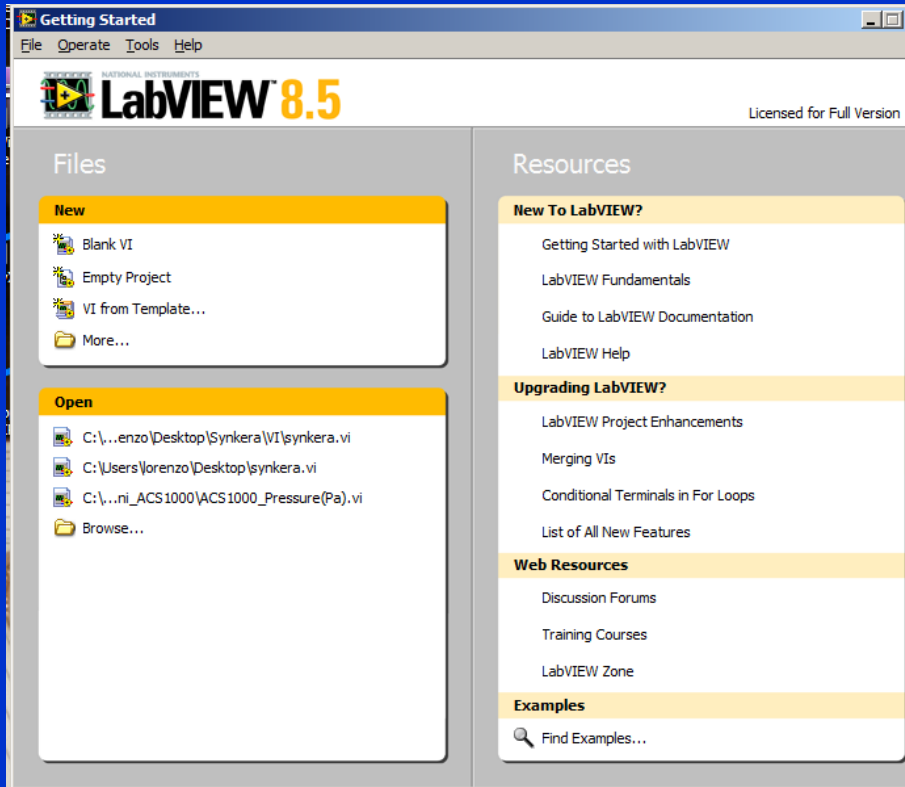 Getting Started
File Operate Tools Help
NATIONAL INSTRUMENTS
LabVIEW™ 8.5
Licensed for Full Version
Files
New
Blank VI
Empty Project
VI from Template...
More...
Open
C:\...enzo\Desktop\Synkera\VI\synkera.vi
C:\Users\lorenzo\Desktop\synkera.vi
C:\...ni_ACS1000\ACS1000_Pressure(Pa).vi
Browse...
Resources
New To LabVIEW?
Getting Started with LabVIEW
LabVIEW Fundamentals
Guide to LabVIEW Documentation
LabVIEW Help
Upgrading LabVIEW?
LabVIEW Project Enhancements
Merging VIs
Conditional Terminals in For Loops
List of All New Features
Web Resources
Discussion Forums
Training Courses
LabVIEW Zone
Examples
Find Examples...